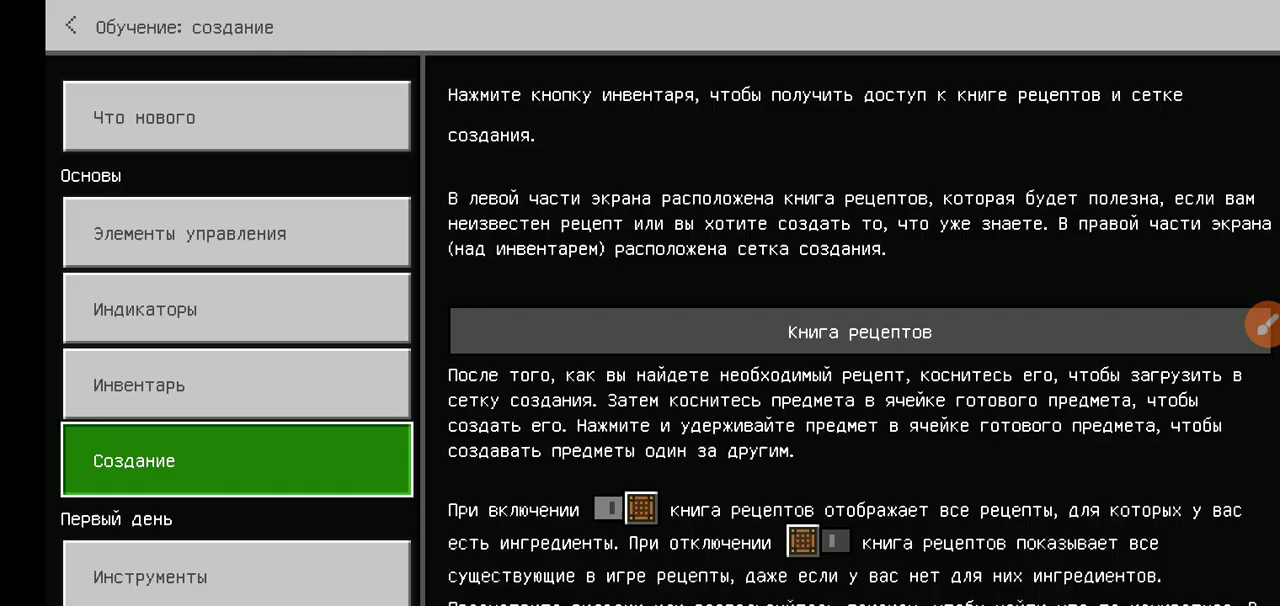 Обучение: создание
Что нового
Основы
Элементы управления
Индикаторы
Инвентарь
Создание
Первый день
Инструменты
Нажмите кнопку инвентаря, чтобы получить доступ к книге рецептов и сетке
создания.
В левой части экрана расположена книга рецептов, которая будет полезна, если вам
неизвестен рецепт или вы хотите создать то, что уже знаете. В правой части экрана
(над инвентарем) расположена сетка создания.
Книга рецептов
После того, как вы найдете необходимый рецепт, коснитесь его, чтобы загрузить в
сетку создания. Затем коснитесь предмета в ячейке готового предмета, чтобы
создать его. Нажмите и удерживайте предмет в ячейке готового предмета, чтобы
создавать предметы один за другим.
При включении книга рецептов отображает все рецепты, для которых у вас
есть ингредиенты. При отключении книга рецептов показывает все
существующие в игре рецепты, даже если у вас нет для них ингредиентов.